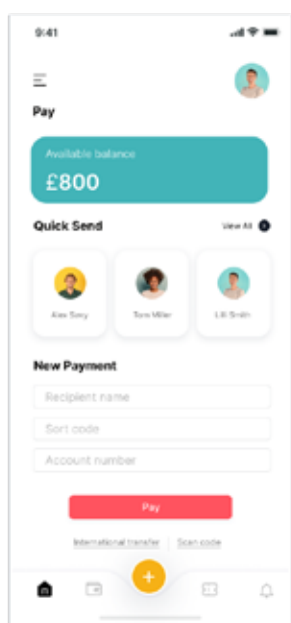 9:41
Pay
Available balance
£800
Quick Send
View All
Alex Sony
Tom Miller
Lili Smith
New Payment
Recipient name
Sort code
Account number
Pay
International transfer
Scan code